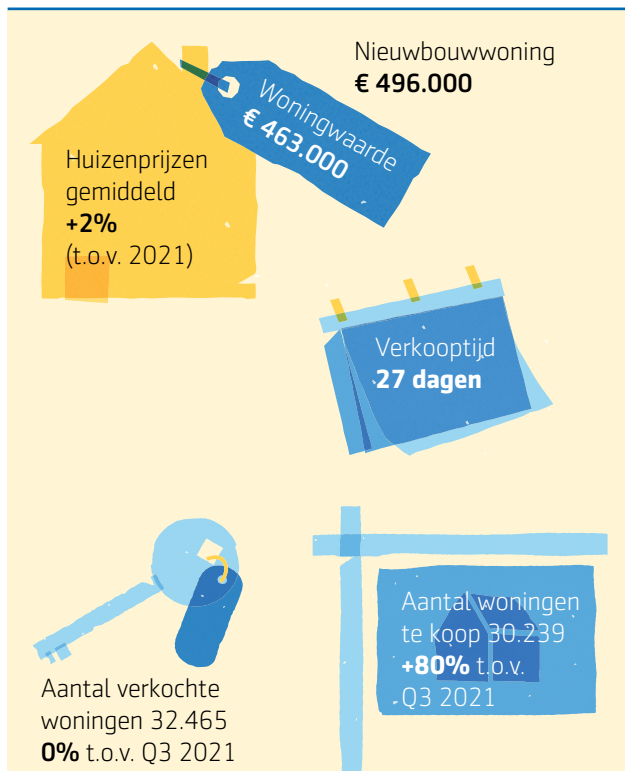 Nieuwbouwwoning
€ 496.000
Woningwaarde
€ 463.000
Huizenprijzen
gemiddeld
+2%
(t.o.v. 2021)
Verkooptijd
27 dagen
Aantal verkochte
woningen 32.465
0% t.o.v. Q3 2021
Aantal woningen
te koop 30.239
+80% t.o.v.
Q3 2021